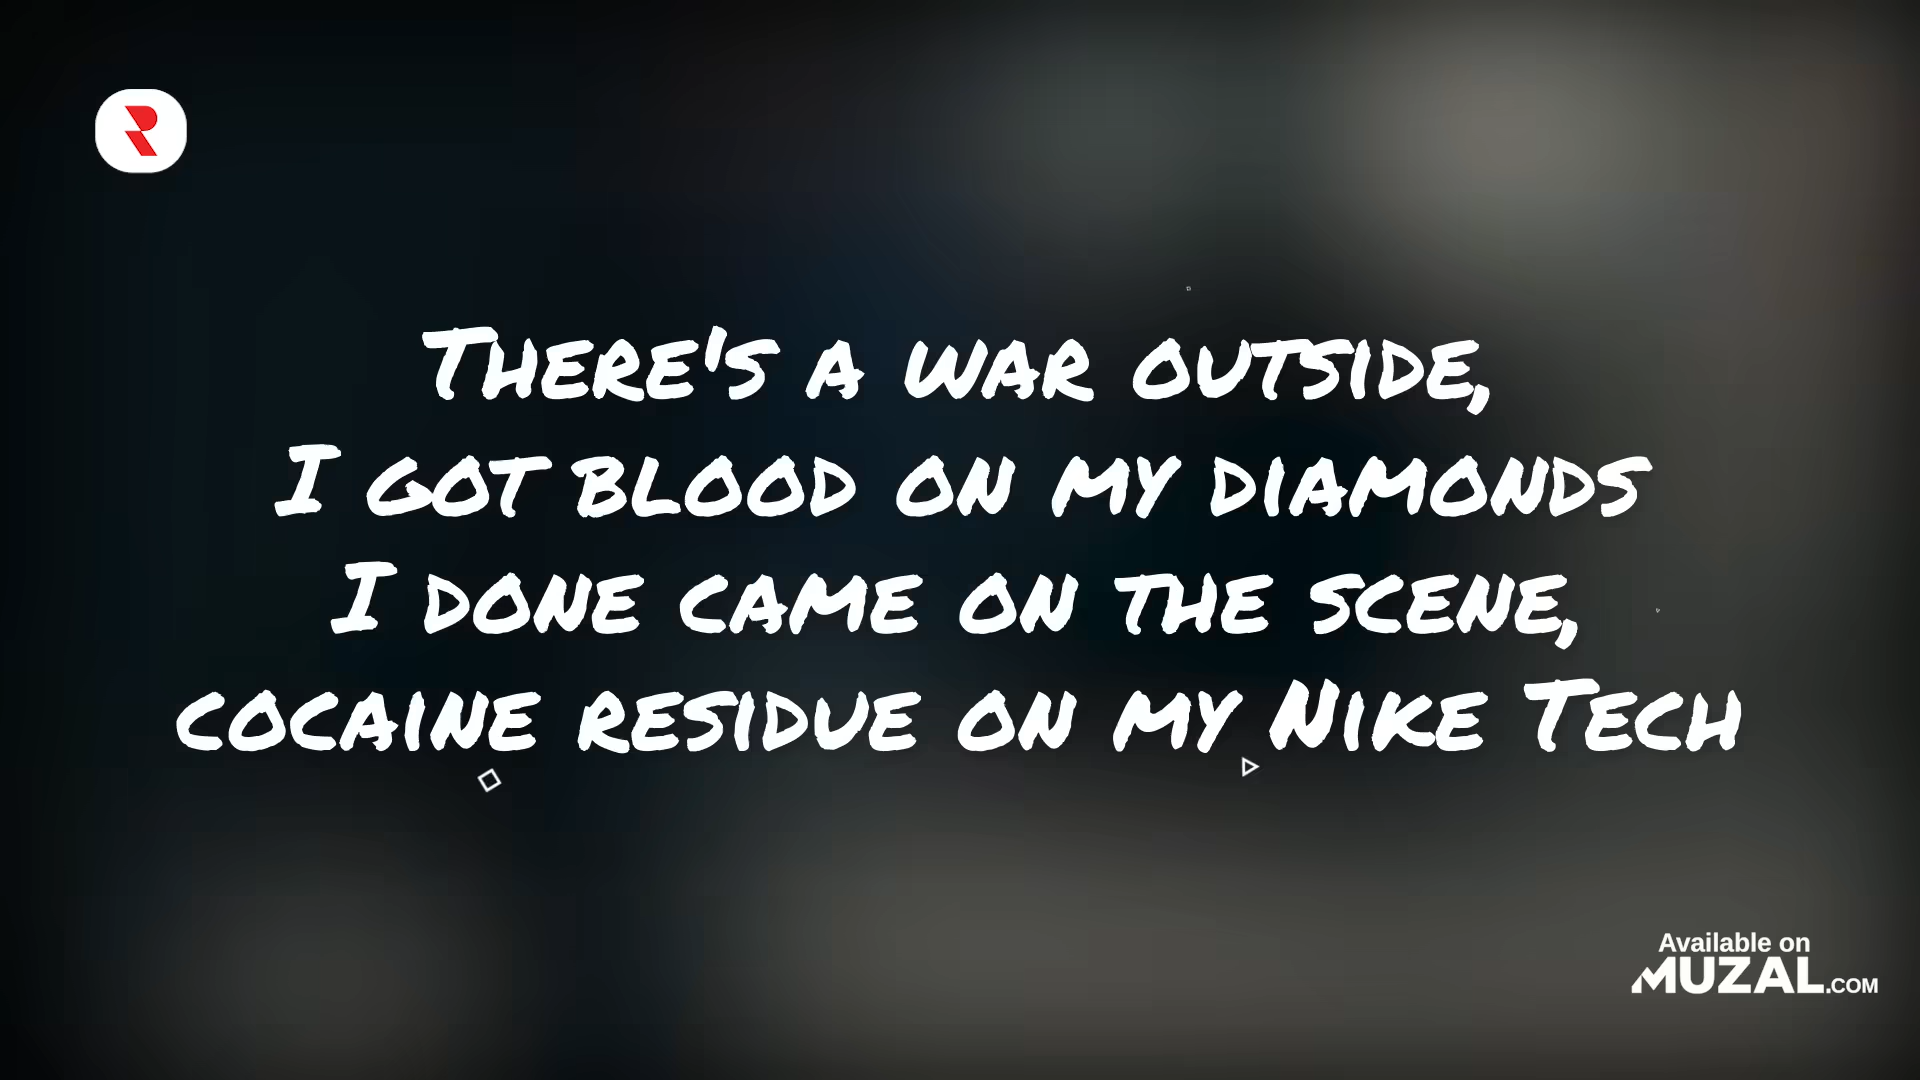 R
There's a war outside,
I got blood on my diamonds
I done came on the scene,
cocaine residue on my Nike Tech
Available on
MUZAL.COM